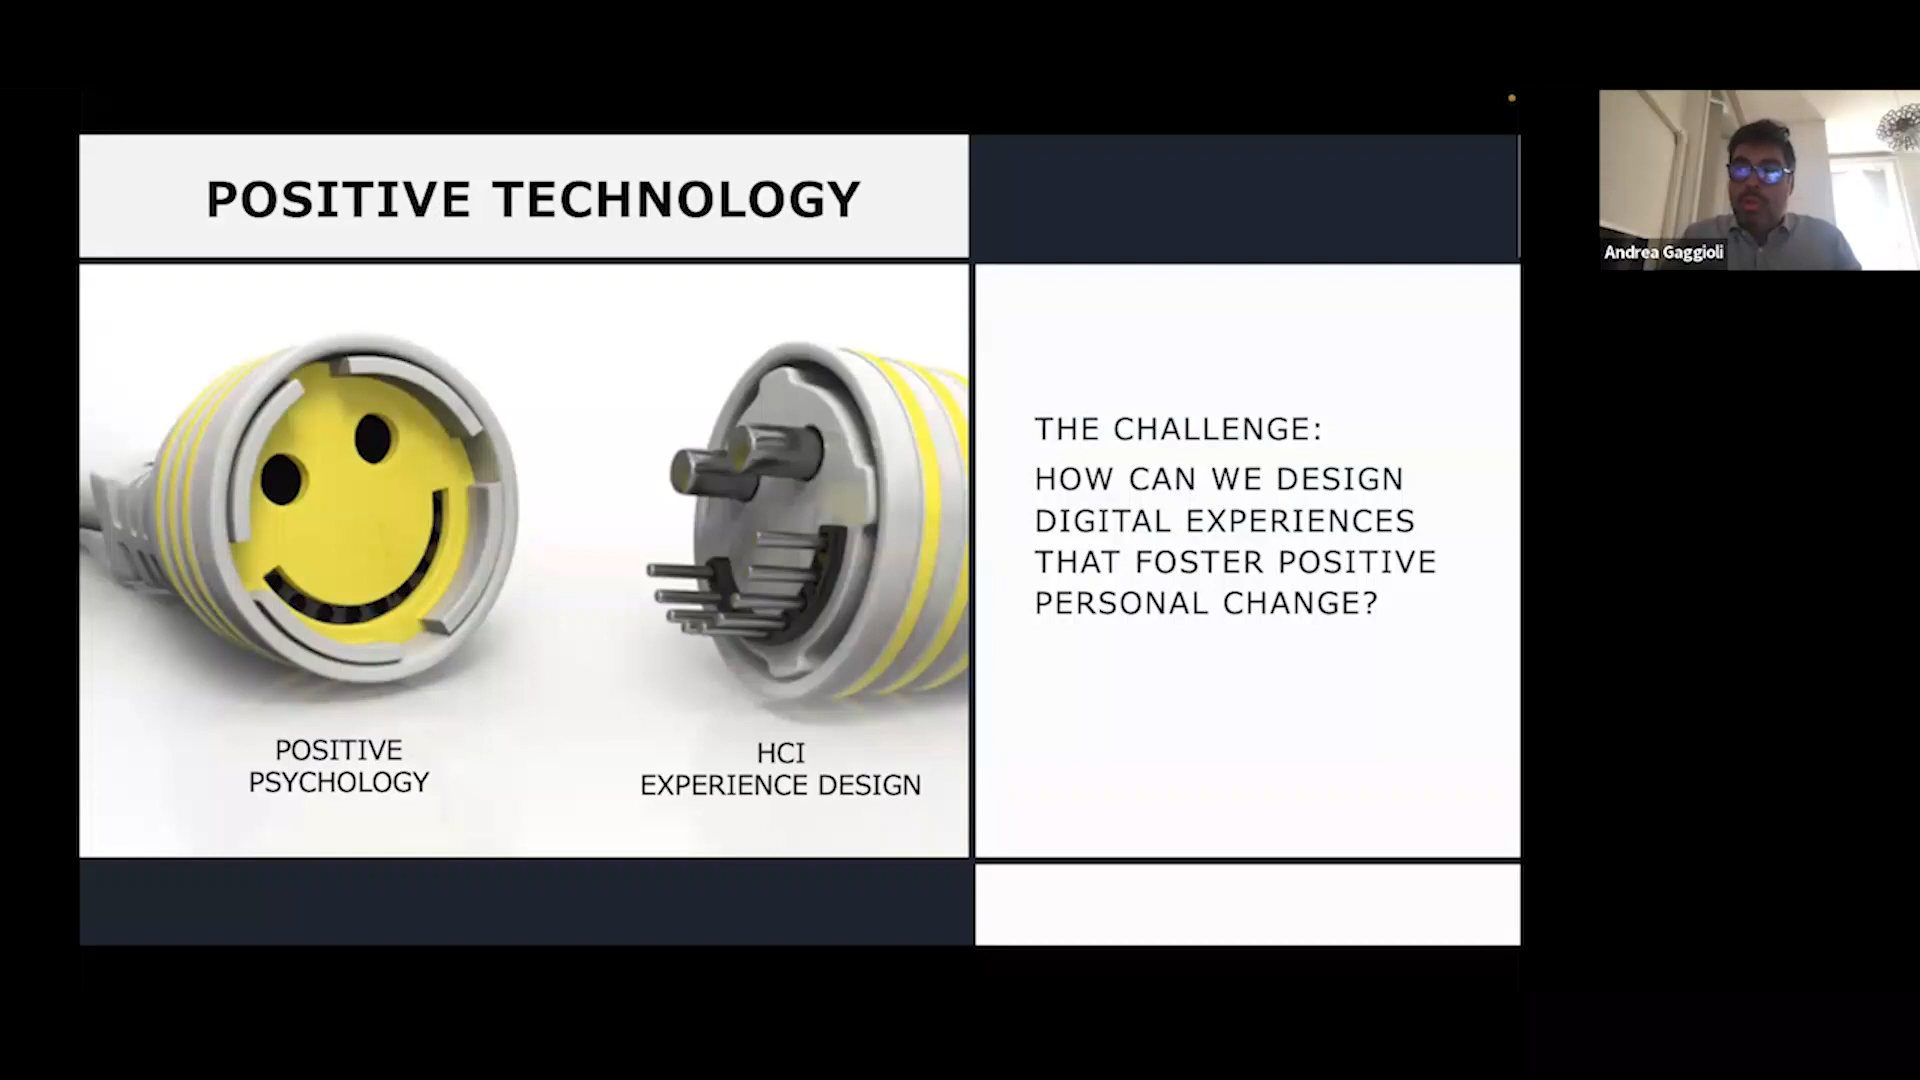 POSITIVE TECHNOLOGY
POSITIVE
PSYCHOLOGY
HCI
EXPERIENCE DESIGN
THE CHALLENGE:
HOW CAN WE DESIGN
DIGITAL EXPERIENCES
THAT FOSTER POSITIVE
PERSONAL CHANGE?
Andrea Gaggioli